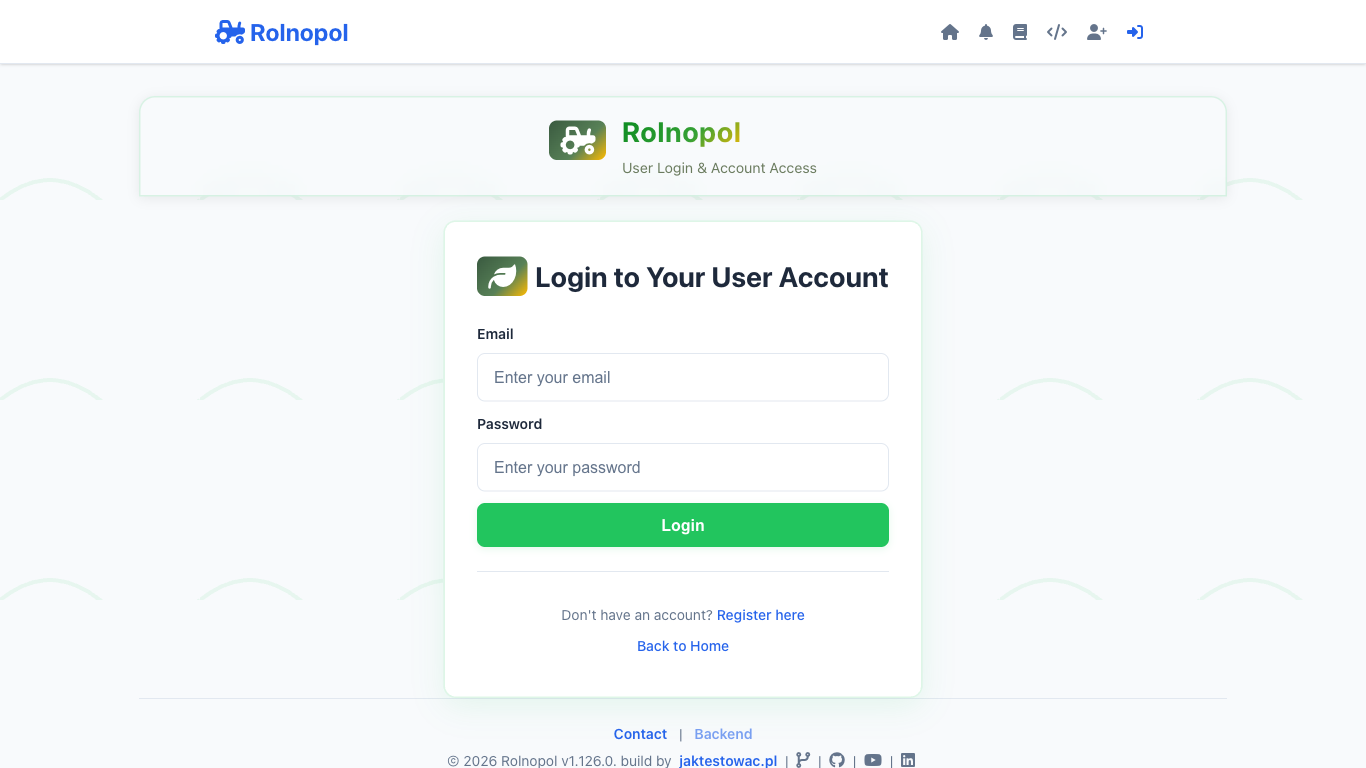 Rolnopol
Rolnopol
User Login & Account Access
Login to Your User Account
Email
Enter your email
Password
Enter your password
Login
Don't have an account? Register here
Back to Home
Contact | Backend
© 2026 Rolnopol v1.126.0. build by jaktestowac.pl | | | |